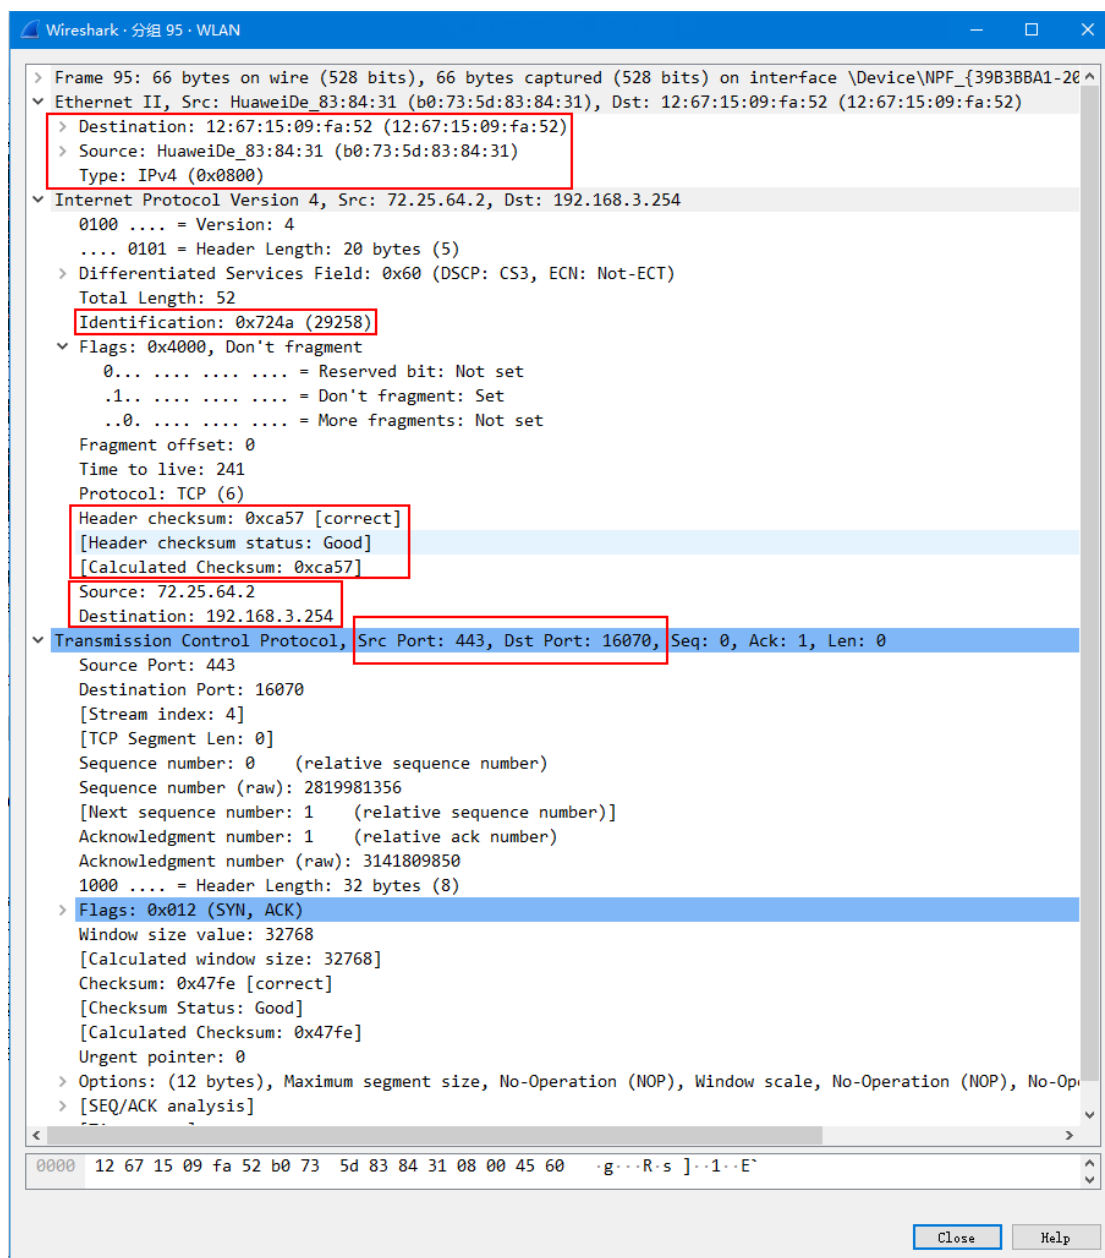 Wireshark · 分组 95 · WLAN
Frame 95: 66 bytes on wire (528 bits), 66 bytes captured (528 bits) on interface \Device\NPF_{39B3BBA1-20
Ethernet II, Src: HuaweiDe_83:84:31 (b0:73:5d:83:84:31), Dst: 12:67:15:09:fa:52 (12:67:15:09:fa:52)
Destination: 12:67:15:09:fa:52 (12:67:15:09:fa:52)
Source: HuaweiDe_83:84:31 (b0:73:5d:83:84:31)
Type: IPv4 (0x0800)
Internet Protocol Version 4, Src: 72.25.64.2, Dst: 192.168.3.254
0100 .... = Version: 4
.... 0101 = Header Length: 20 bytes (5)
Differentiated Services Field: 0x60 (DSCP: CS3, ECN: Not-ECT)
Total Length: 52
Identification: 0x724a (29258)
Flags: 0x4000, Don't fragment
0... .... .... .... = Reserved bit: Not set
.1.. .... .... .... = Don't fragment: Set
..0. .... .... .... = More fragments: Not set
Fragment offset: 0
Time to live: 241
Protocol: TCP (6)
Header checksum: 0xca57 [correct]
[Header checksum status: Good]
[Calculated Checksum: 0xca57]
Source: 72.25.64.2
Destination: 192.168.3.254
Transmission Control Protocol, Src Port: 443, Dst Port: 16070, Seq: 0, Ack: 1, Len: 0
Source Port: 443
Destination Port: 16070
[Stream index: 4]
[TCP Segment Len: 0]
Sequence number: 0    (relative sequence number)
Sequence number (raw): 2819981356
[Next sequence number: 1    (relative sequence number)]
Acknowledgment number: 1    (relative ack number)
Acknowledgment number (raw): 3141809850
1000 .... = Header Length: 32 bytes (8)
Flags: 0x012 (SYN, ACK)
Window size value: 32768
[Calculated window size: 32768]
Checksum: 0x47fe [correct]
[Checksum Status: Good]
[Calculated Checksum: 0x47fe]
Urgent pointer: 0
Options: (12 bytes), Maximum segment size, No-Operation (NOP), Window scale, No-Operation (NOP), No-Op
[SEQ/ACK analysis]
0000  12 67 15 09 fa 52 b0 73  5d 83 84 31 08 00 45 60   ·g···R·s ]··1··E`
Close
Help